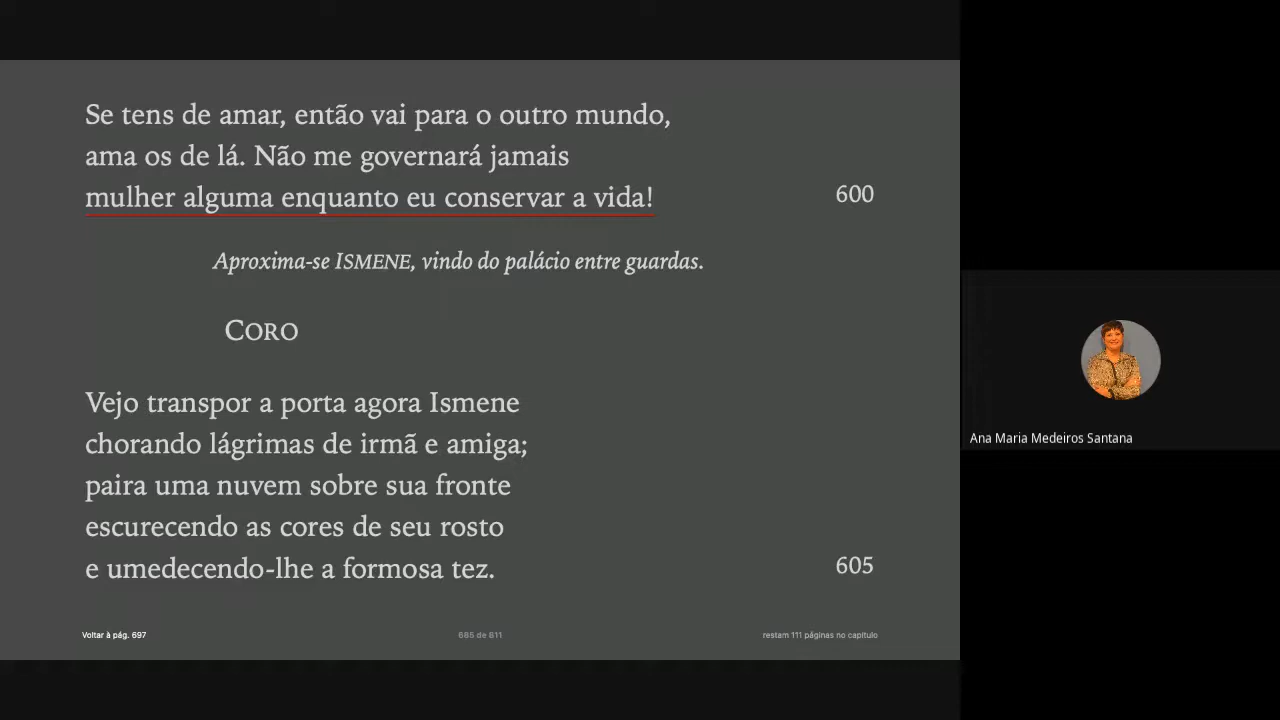 Se tens de amar, então vai para o outro mundo,
ama os de lá. Não me governará jamais
mulher alguma enquanto eu conservar a vida! 600
Aproxima-se ISMENE, vindo do palácio entre guardas.
CORO
Vejo transpor a porta agora Ismene
chorando lágrimas de irmã e amiga;
paira uma nuvem sobre sua fronte
escurecendo as cores de seu rosto
e umedecendo-lhe a formosa tez. 605
Voltar à pág. 697 685 de 811 restam 111 páginas no capítulo
Ana Maria Medeiros Santana